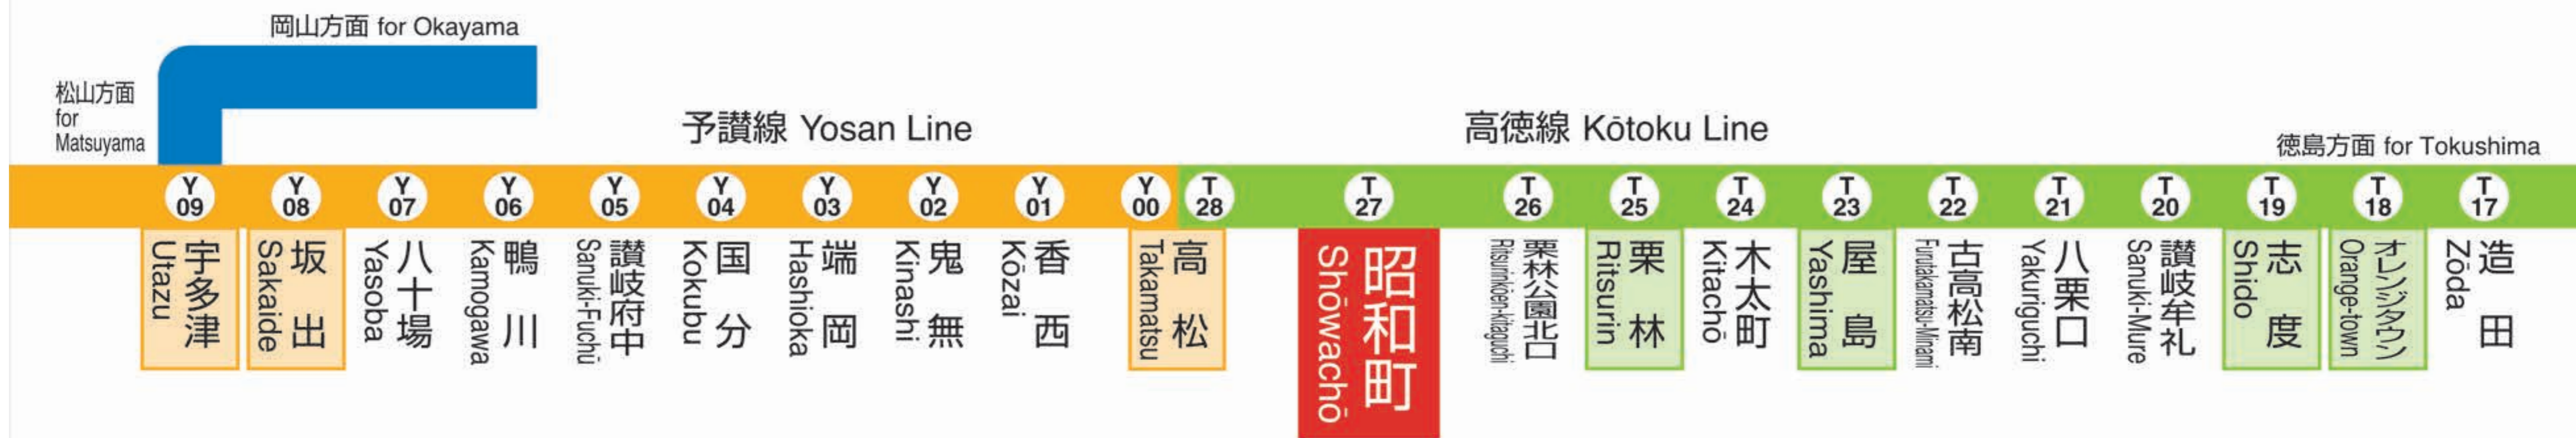 岡山方面 for Okayama
松山方面
for
Matsuyama
予讃線 Yosan Line
高徳線 Kōtoku Line
徳島方面 for Tokushima
Y 09
宇多津
Utazu
Y 08
坂出
Sakaide
Y 07
八十場
Yasoba
Y 06
鴨川
Kamogawa
Y 05
讃岐府中
Sanuki-Fuchū
Y 04
国分
Kokubu
Y 03
端岡
Hashioka
Y 02
鬼無
Kinashi
Y 01
香西
Kōzai
Y 00
T 28
高松
Takamatsu
T 27
昭和町
Shōwachō
T 26
栗林公園北口
Ritsurinkōen-kitaguchi
T 25
栗林
Ritsurin
T 24
木太町
Kitachō
T 23
屋島
Yashima
T 22
古高松南
Furutakamatsu-Minami
T 21
八栗口
Yakuriguchi
T 20
讃岐牟礼
Sanuki-Mure
T 19
志度
Shido
T 18
オレンジタウン
Orange-town
T 17
造田
Zōda